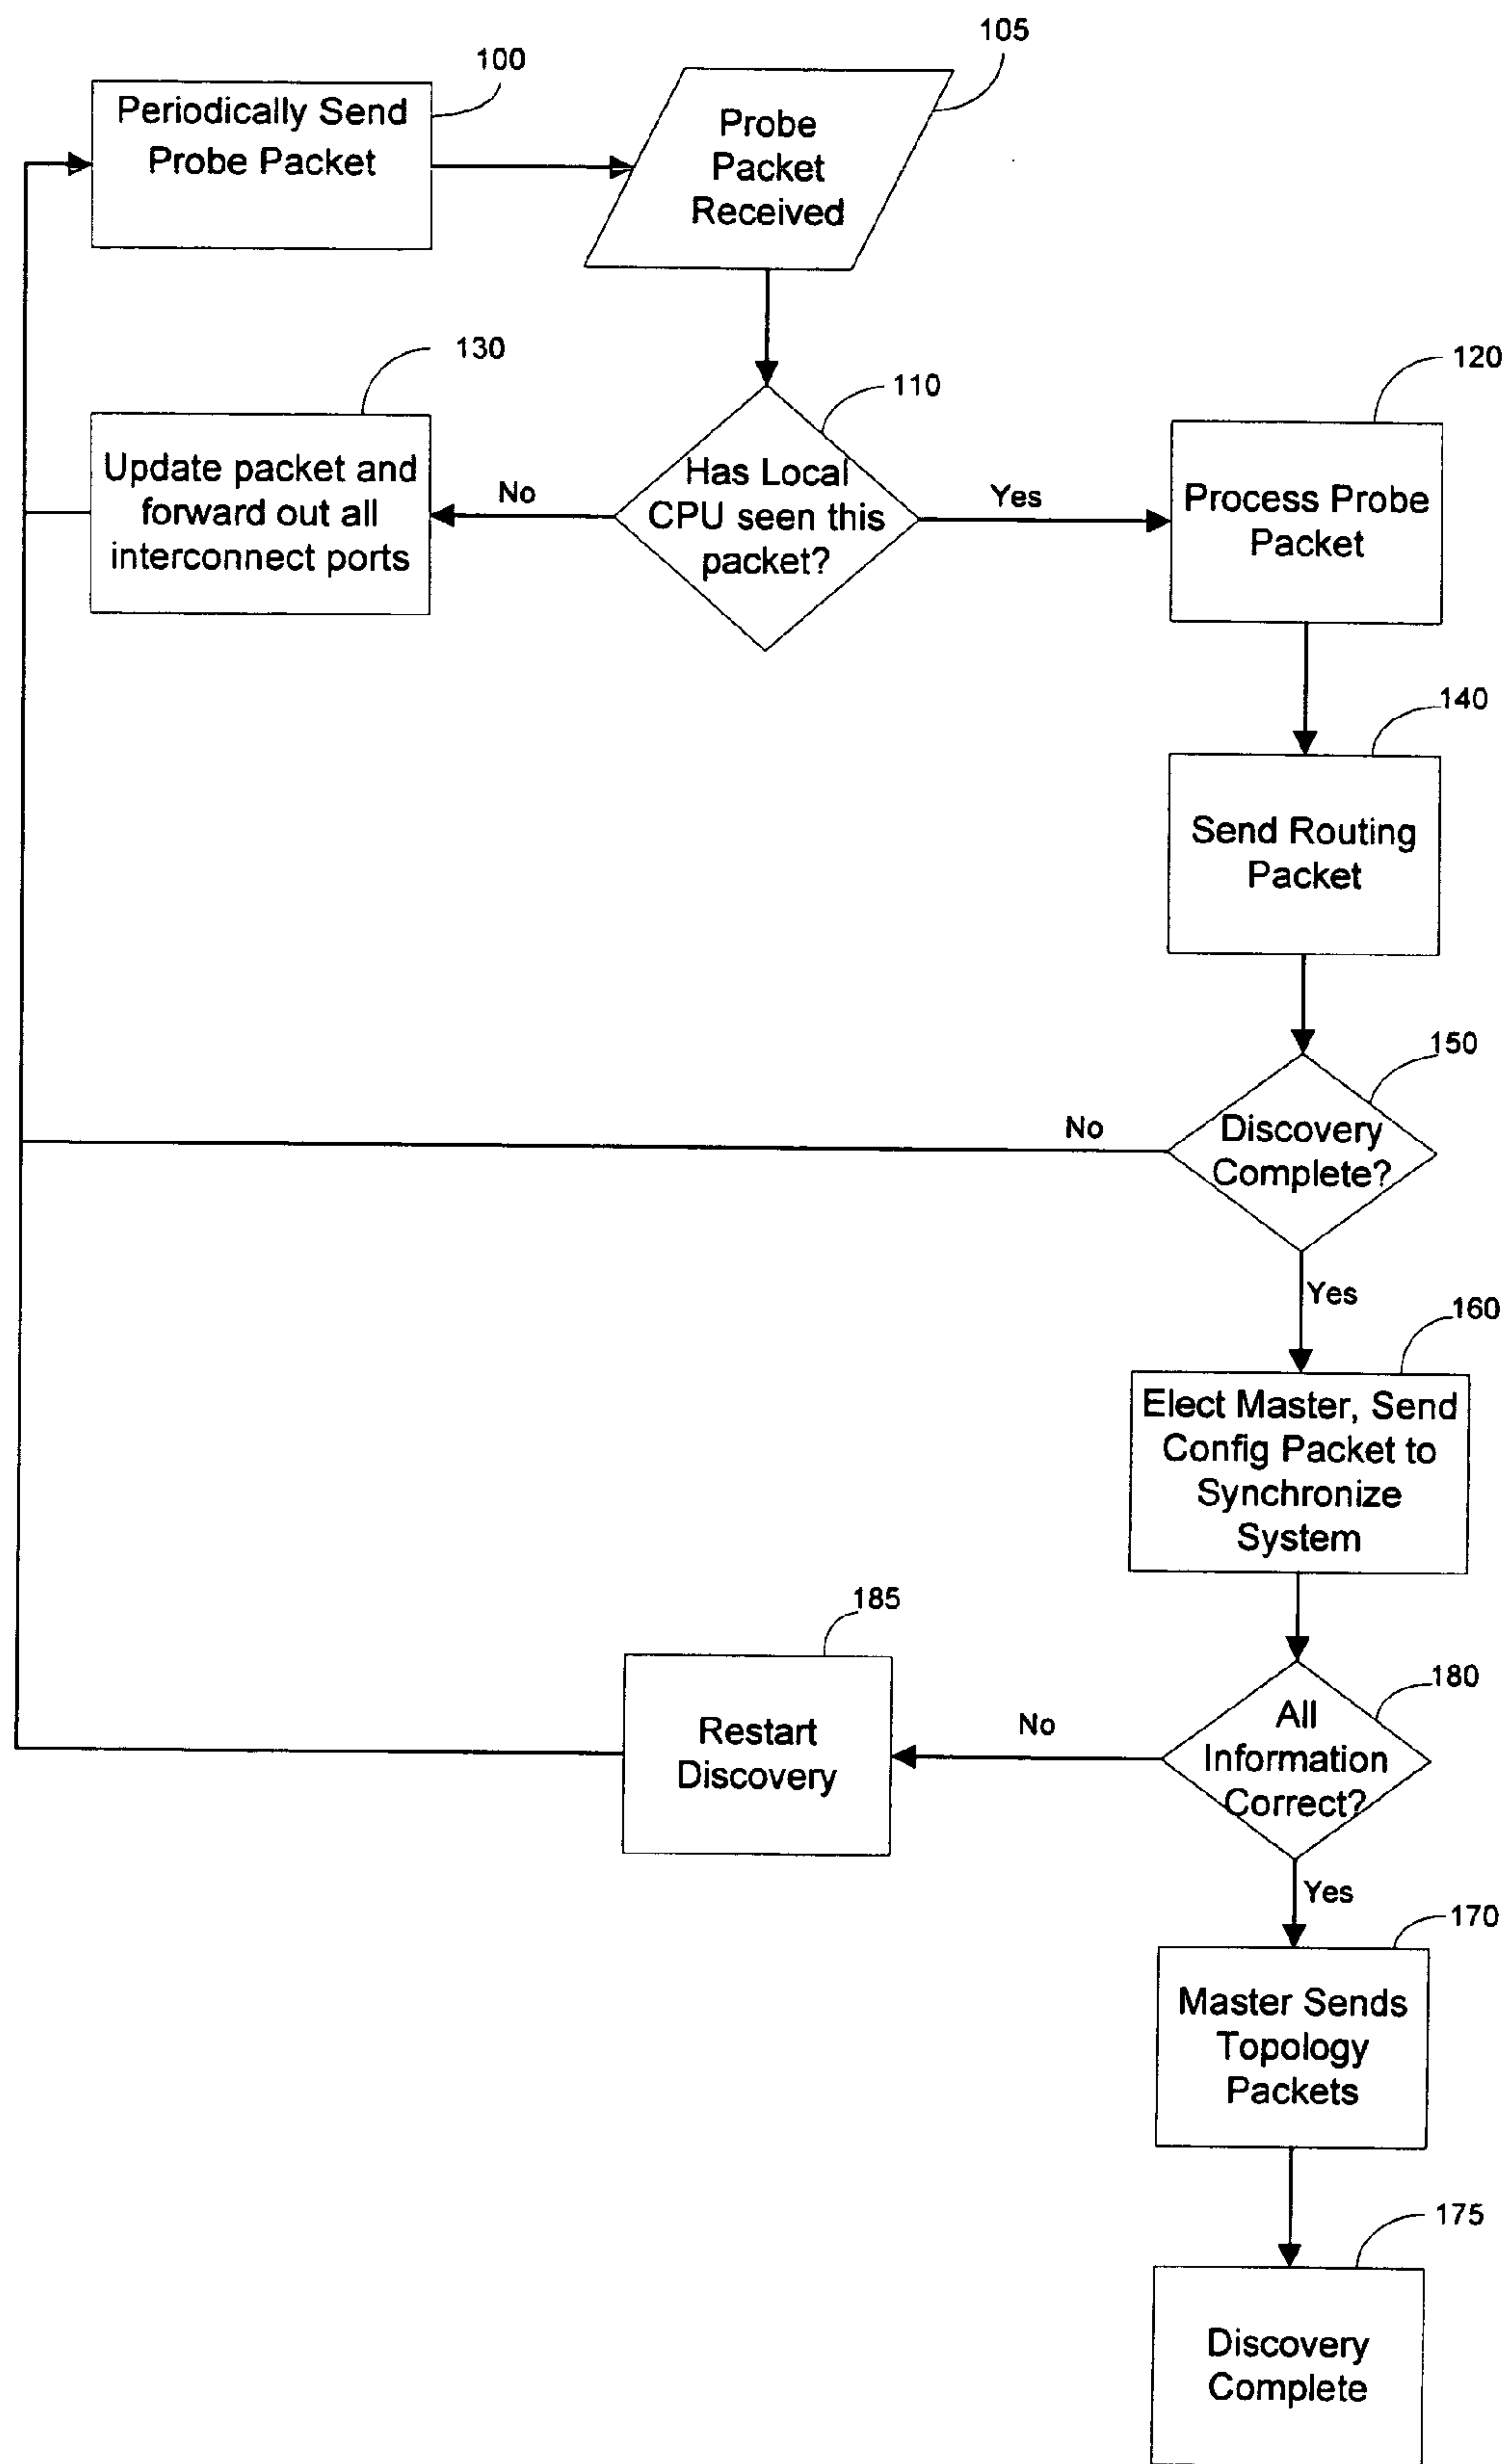 100
105
Periodically Send
Probe Packet
Probe
Packet
Received
130
110
120
Update packet and
forward out all
interconnect ports
No
Has Local
CPU seen this
packet?
Yes
Process Probe
Packet
140
Send Routing
Packet
150
No
Discovery
Complete?
Yes
160
Elect Master, Send
Config Packet to
Synchronize
System
185
180
Restart
Discovery
No
All
Information
Correct?
Yes
170
Master Sends
Topology
Packets
175
Discovery
Complete